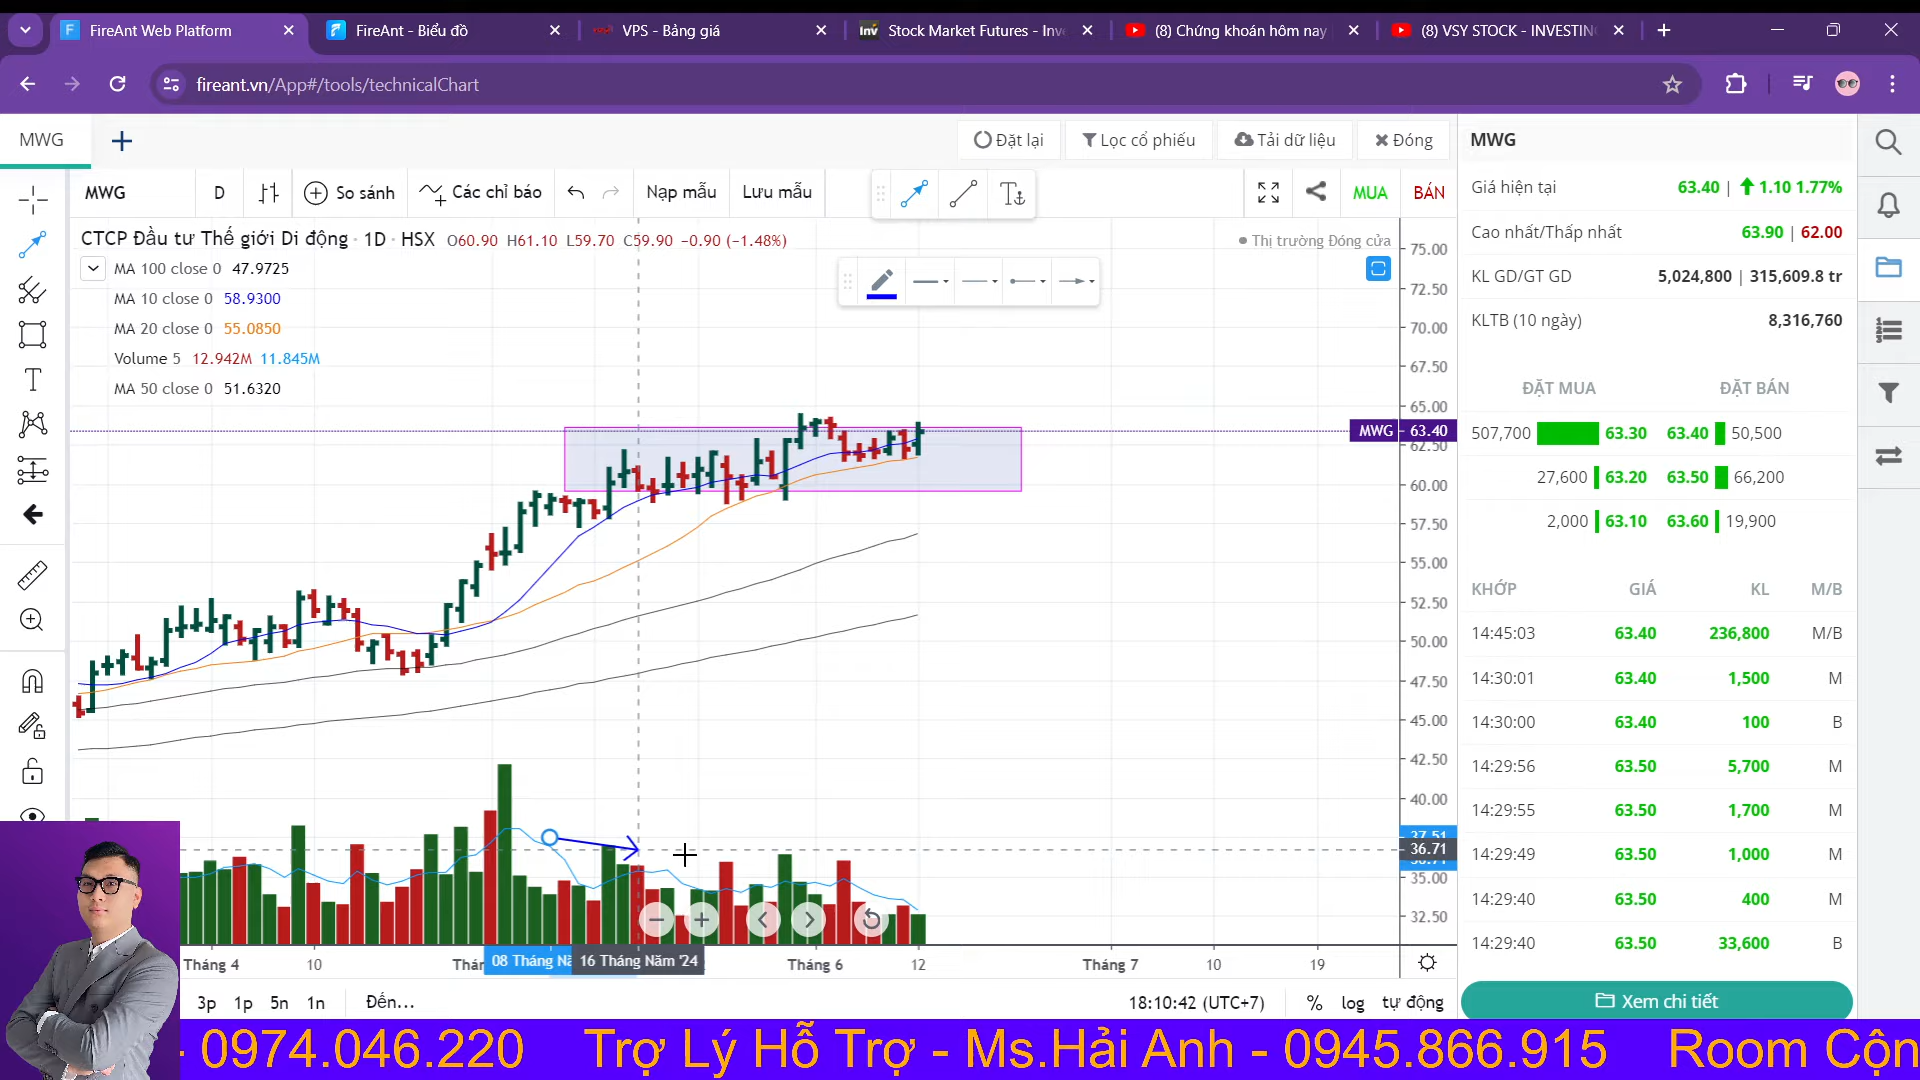 FireAnt Web Platform
FireAnt - Biểu đồ
VPS - Bảng giá
Stock Market Futures - Inve
(8) Chứng khoán hôm nay
(8) VSY STOCK - INVESTIN
fireant.vn/App#/tools/technicalChart
MWG
Đặt lại
Lọc cổ phiếu
Tải dữ liệu
Đóng
MWG
MWG
D
So sánh
Các chỉ báo
Nạp mẫu
Lưu mẫu
MUA
BÁN
CTCP Đầu tư Thế giới Di động · 1D · HSX O60.90 H61.10 L59.70 C59.90 −0.90 (−1.48%)
Thị trường Đóng cửa
MA 100 close 0 47.9725
MA 10 close 0 58.9300
MA 20 close 0 55.0850
Volume 5 12.942M 11.845M
MA 50 close 0 51.6320
75.00
72.50
70.00
67.50
65.00
MWG 63.40
62.50
60.00
57.50
55.00
52.50
50.00
47.50
45.00
42.50
40.00
37.51
36.71
35.00
32.50
Tháng 4
10
08 Tháng Nă
16 Tháng Năm '24
Tháng 6
12
Tháng 7
10
19
3p 1p 5n 1n Đến...
18:10:42 (UTC+7) % log tự động
Giá hiện tại 63.40 | 1.10 1.77%
Cao nhất/Thấp nhất 63.90 | 62.00
KL GD/GT GD 5,024,800 | 315,609.8 tr
KLTB (10 ngày) 8,316,760
ĐẶT MUA ĐẶT BÁN
507,700 63.30 63.40 50,500
27,600 63.20 63.50 66,200
2,000 63.10 63.60 19,900
KHỚP GIÁ KL M/B
14:45:03 63.40 236,800 M/B
14:30:01 63.40 1,500 M
14:30:00 63.40 100 B
14:29:56 63.50 5,700 M
14:29:55 63.50 1,700 M
14:29:49 63.50 1,000 M
14:29:40 63.50 400 M
14:29:40 63.50 33,600 B
Xem chi tiết
- 0974.046.220 Trợ Lý Hỗ Trợ - Ms.Hải Anh - 0945.866.915 Room Cộn